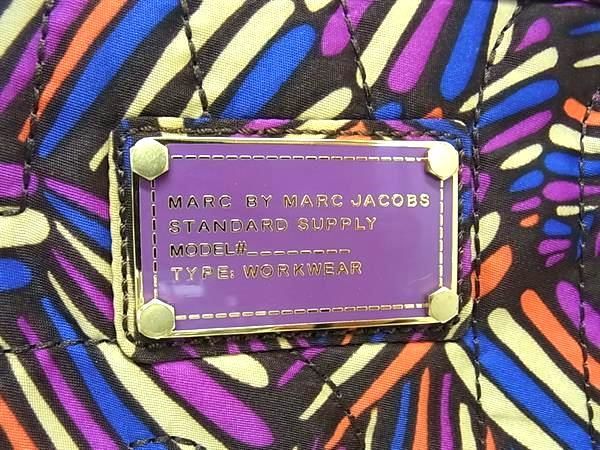 MARC BY MARC JACOBS
STANDARD SUPPLY
MODEL#_________
TYPE: WORKWEAR